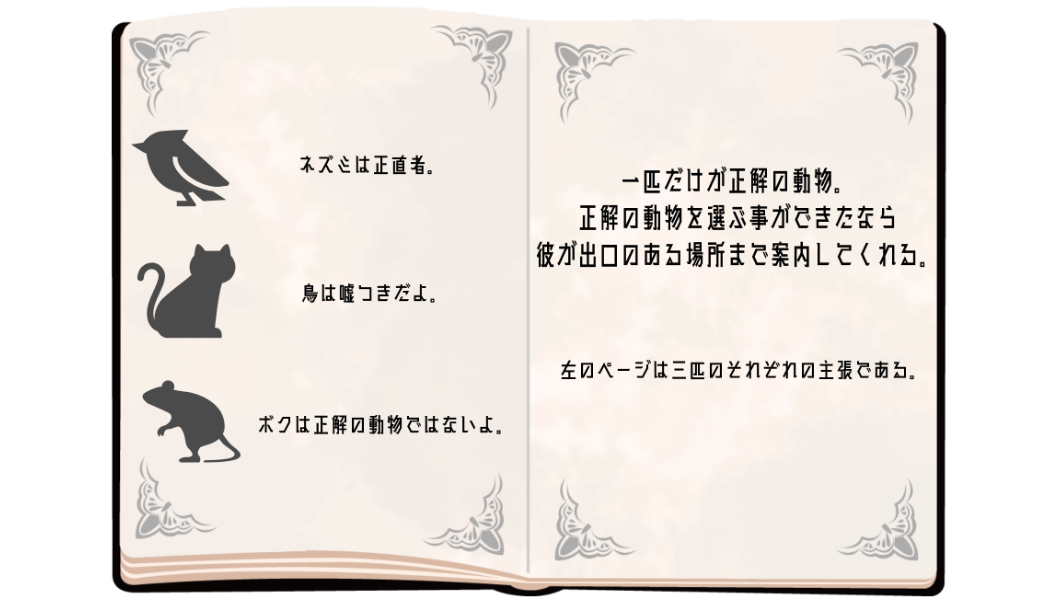 ネズミは正直者。
鳥は嘘つきだよ。
ボクは正解の動物ではないよ。
一匹だけが正解の動物。
正解の動物を選ぶ事ができたなら
彼が出口のある場所まで案内してくれる。
左のページは三匹のそれぞれの主張である。